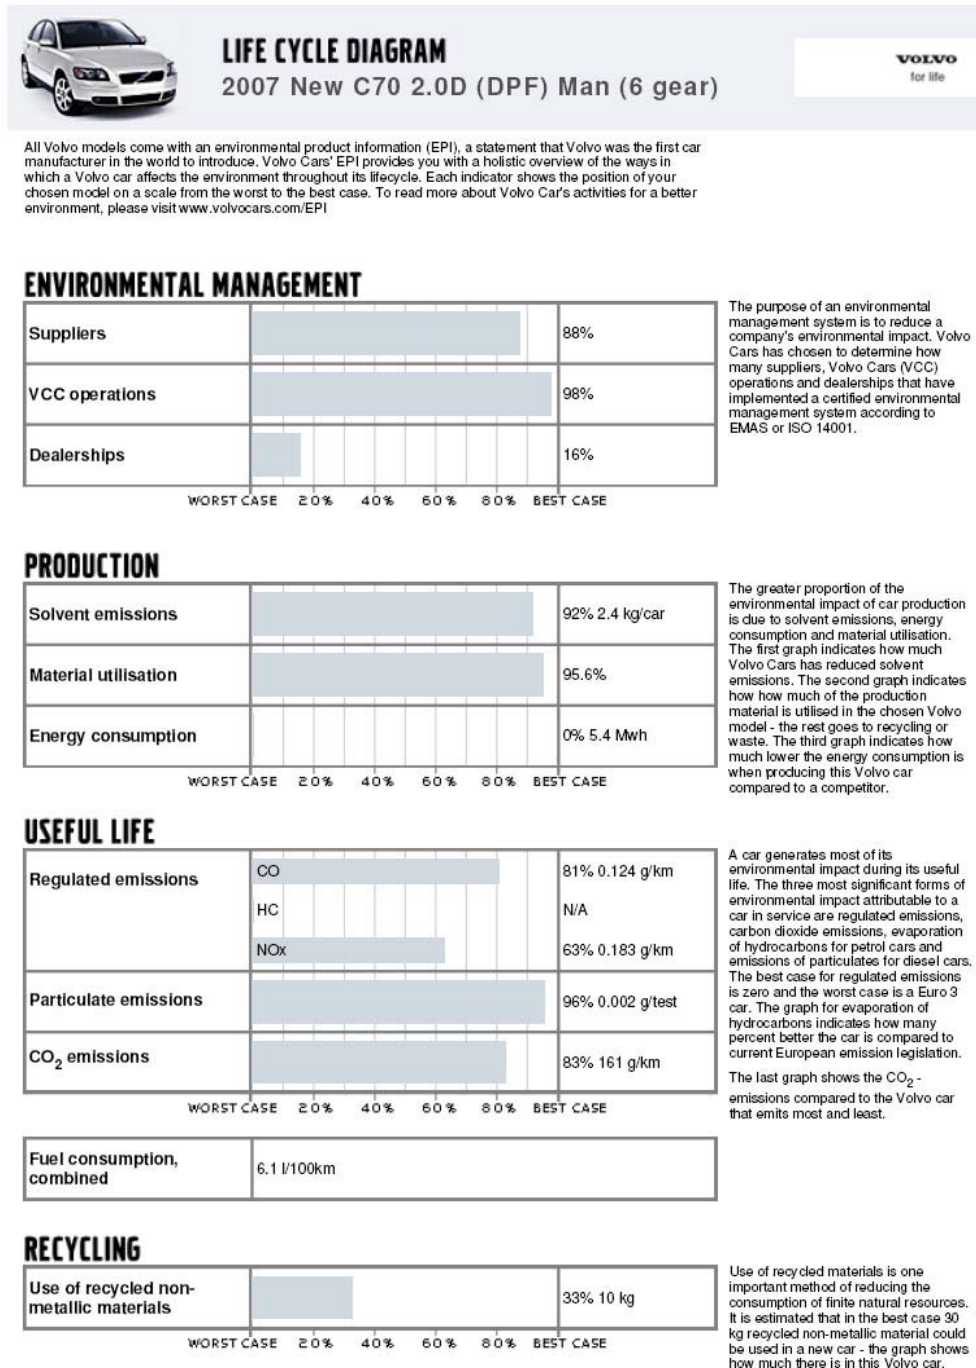 LIFE CYCLE DIAGRAM
2007 New C70 2.0D (DPF) Man (6 gear)
VOLVO
for life
All Volvo models come with an environmental product information (EPI), a statement that Volvo was the first car
manufacturer in the world to introduce. Volvo Cars' EPI provides you with a holistic overview of the ways in
which a Volvo car affects the environment throughout its lifecycle. Each indicator shows the position of your
chosen model on a scale from the worst to the best case. To read more about Volvo Car's activities for a better
environment, please visit www.volvocars.com/EPI
ENVIRONMENTAL MANAGEMENT
Suppliers 88%
VCC operations 98%
Dealerships 16%
WORST CASE 20% 40% 60% 80% BEST CASE
The purpose of an environmental
management system is to reduce a
company's environmental impact. Volvo
Cars has chosen to determine how
many suppliers, Volvo Cars (VCC)
operations and dealerships that have
implemented a certified environmental
management system according to
EMAS or ISO 14001.
PRODUCTION
Solvent emissions 92% 2.4 kg/car
Material utilisation 95.6%
Energy consumption 0% 5.4 Mwh
WORST CASE 20% 40% 60% 80% BEST CASE
The greater proportion of the
environmental impact of car production
is due to solvent emissions, energy
consumption and material utilisation.
The first graph indicates how much
Volvo Cars has reduced solvent
emissions. The second graph indicates
how how much of the production
material is utilised in the chosen Volvo
model - the rest goes to recycling or
waste. The third graph indicates how
much lower the energy consumption is
when producing this Volvo car
compared to a competitor.
USEFUL LIFE
Regulated emissions CO 81% 0.124 g/km
HC N/A
NOx 63% 0.183 g/km
Particulate emissions 96% 0.002 g/test
CO2 emissions 83% 161 g/km
WORST CASE 20% 40% 60% 80% BEST CASE
A car generates most of its
environmental impact during its useful
life. The three most significant forms of
environmental impact attributable to a
car in service are regulated emissions,
carbon dioxide emissions, evaporation
of hydrocarbons for petrol cars and
emissions of particulates for diesel cars.
The best case for regulated emissions
is zero and the worst case is a Euro 3
car. The graph for evaporation of
hydrocarbons indicates how many
percent better the car is compared to
current European emission legislation.
The last graph shows the CO2 -
emissions compared to the Volvo car
that emits most and least.
Fuel consumption,
combined
6.1 l/100km
RECYCLING
Use of recycled non-
metallic materials
33% 10 kg
WORST CASE 20% 40% 60% 80% BEST CASE
Use of recycled materials is one
important method of reducing the
consumption of finite natural resources.
It is estimated that in the best case 30
kg recycled non-metallic material could
be used in a new car - the graph shows
how much there is in this Volvo car.